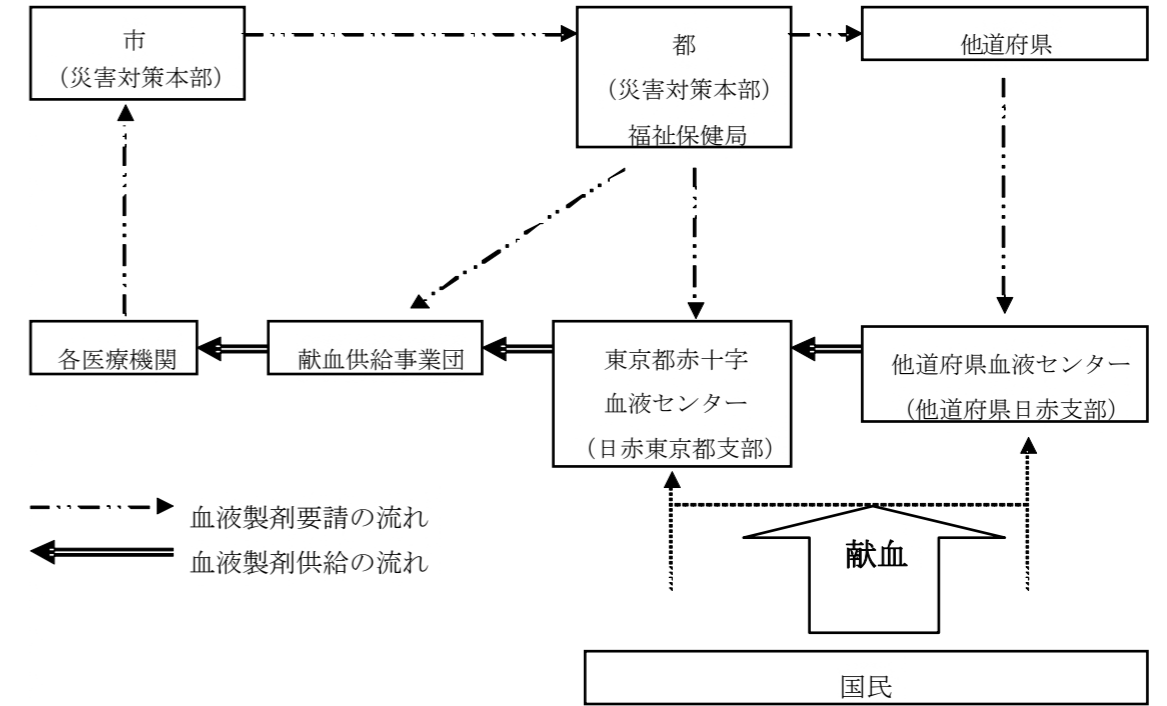 市
（災害対策本部）
都
（災害対策本部）
福祉保健局
他道府県
各医療機関
献血供給事業団
東京都赤十字
血液センター
（日赤東京都支部）
他道府県血液センター
（他道府県日赤支部）
血液製剤要請の流れ
血液製剤供給の流れ
献血
国民